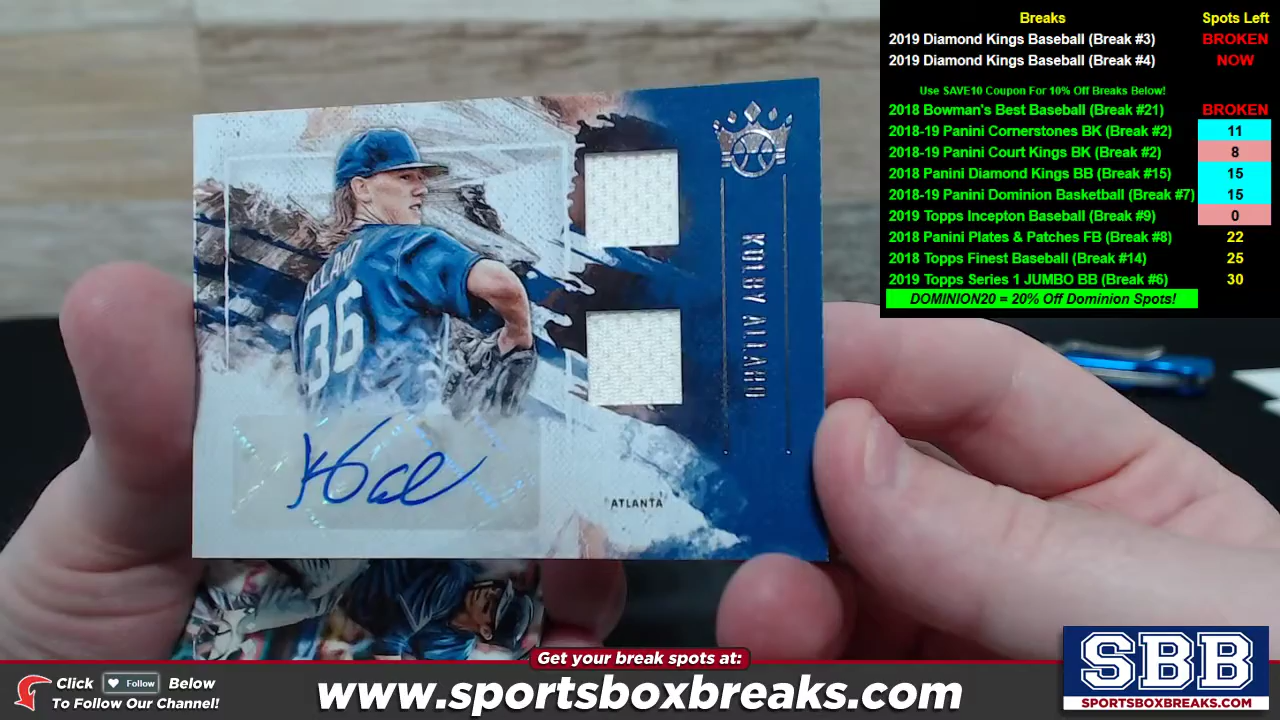 Breaks Spots Left
2019 Diamond Kings Baseball (Break #3) BROKEN
2019 Diamond Kings Baseball (Break #4) NOW
Use SAVE10 Coupon For 10% Off Breaks Below!
2018 Bowman's Best Baseball (Break #21) BROKEN
2018-19 Panini Cornerstones BK (Break #2) 11
2018-19 Panini Court Kings BK (Break #2) 8
2018 Panini Diamond Kings BB (Break #15) 15
2018-19 Panini Dominion Basketball (Break #7) 15
2019 Topps Incepton Baseball (Break #9) 0
2018 Panini Plates & Patches FB (Break #8) 22
2018 Topps Finest Baseball (Break #14) 25
2019 Topps Series 1 JUMBO BB (Break #6) 30
DOMINION20 = 20% Off Dominion Spots!
KOLBY ALLARD
36
ATLANTA
Get your break spots at:
Click Follow Below
To Follow Our Channel!
www.sportsboxbreaks.com
SBB
SPORTSBOXBREAKS.COM